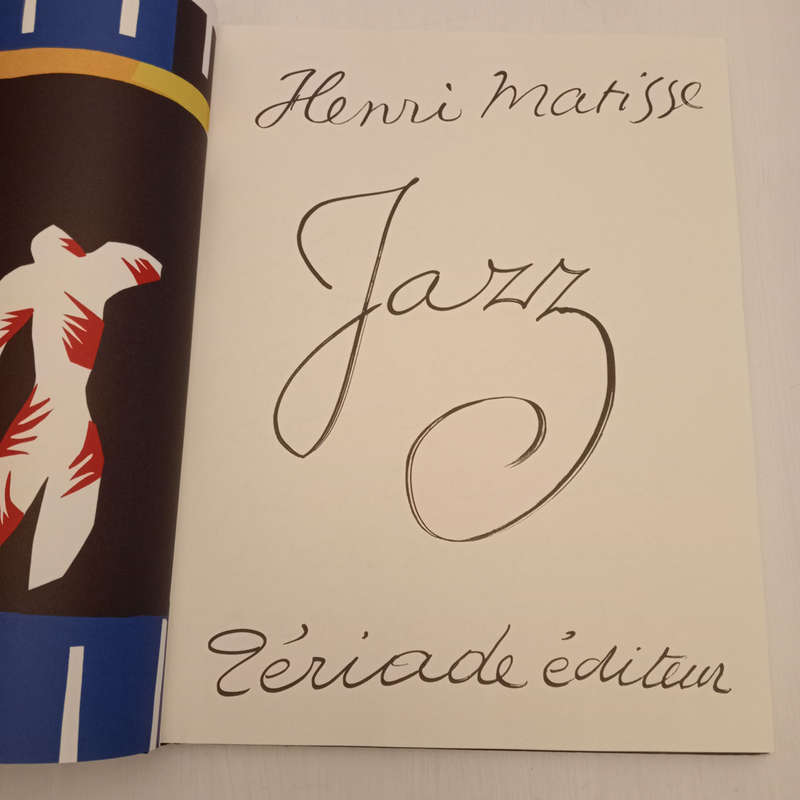 Henri Matisse
Jazz
Tériade éditeur